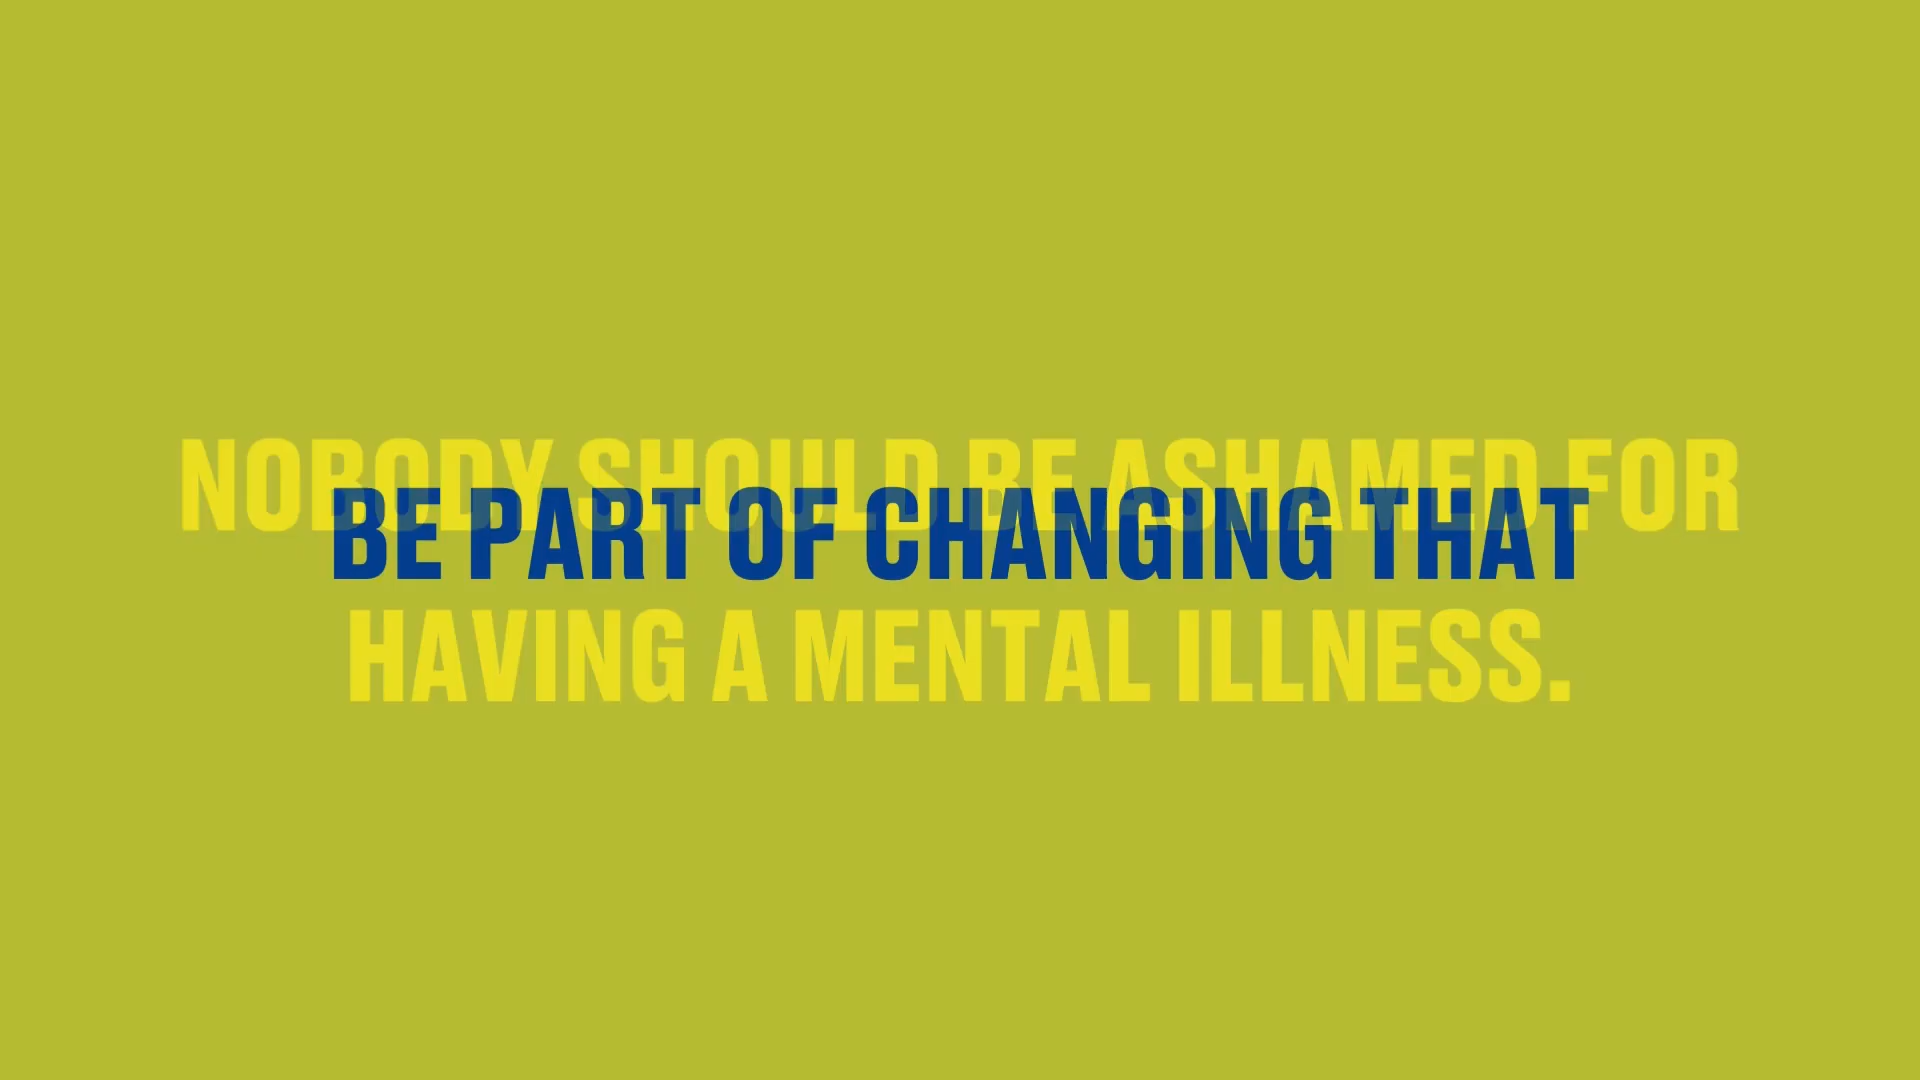 NOBODY SHOULD BE ASHAMED FOR
BE PART OF CHANGING THAT
HAVING A MENTAL ILLNESS.